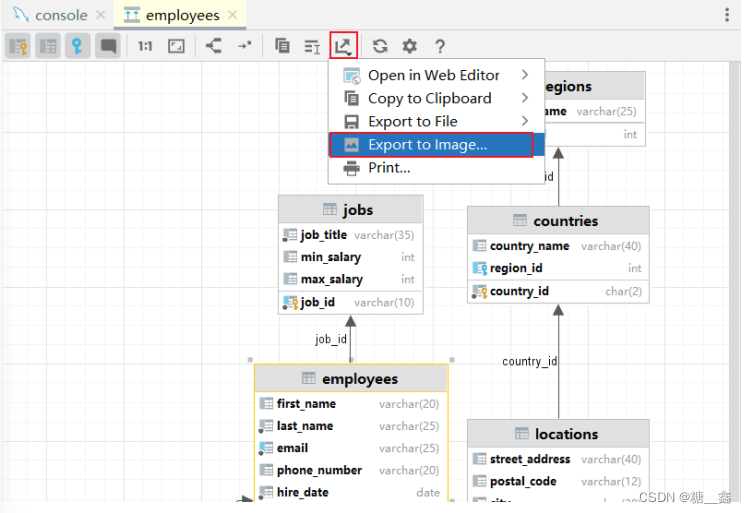 console
employees
1:1
Open in Web Editor
Copy to Clipboard
Export to File
Export to Image...
Print...
egions
ame varchar(25)
int
id
jobs
job_title varchar(35)
min_salary int
max_salary int
job_id varchar(10)
countries
country_name varchar(40)
region_id int
country_id char(2)
job_id
country_id
employees
first_name varchar(20)
last_name varchar(25)
email varchar(25)
phone_number varchar(20)
hire_date date
locations
street_address varchar(40)
postal_code varchar(12)
CSDN @糖__鑫